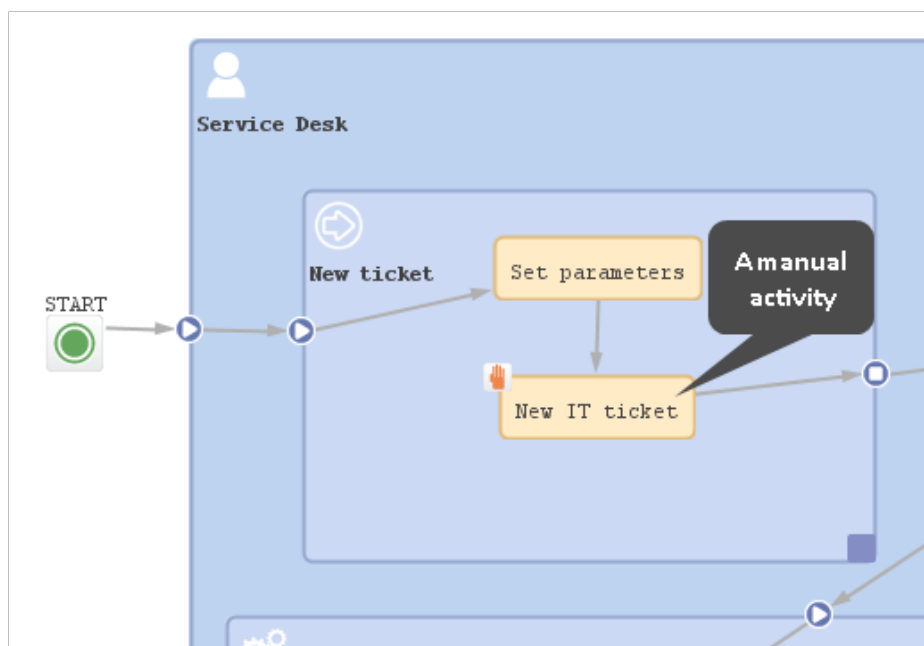 Service Desk
New ticket
Set parameters
A manual
activity
START
New IT ticket